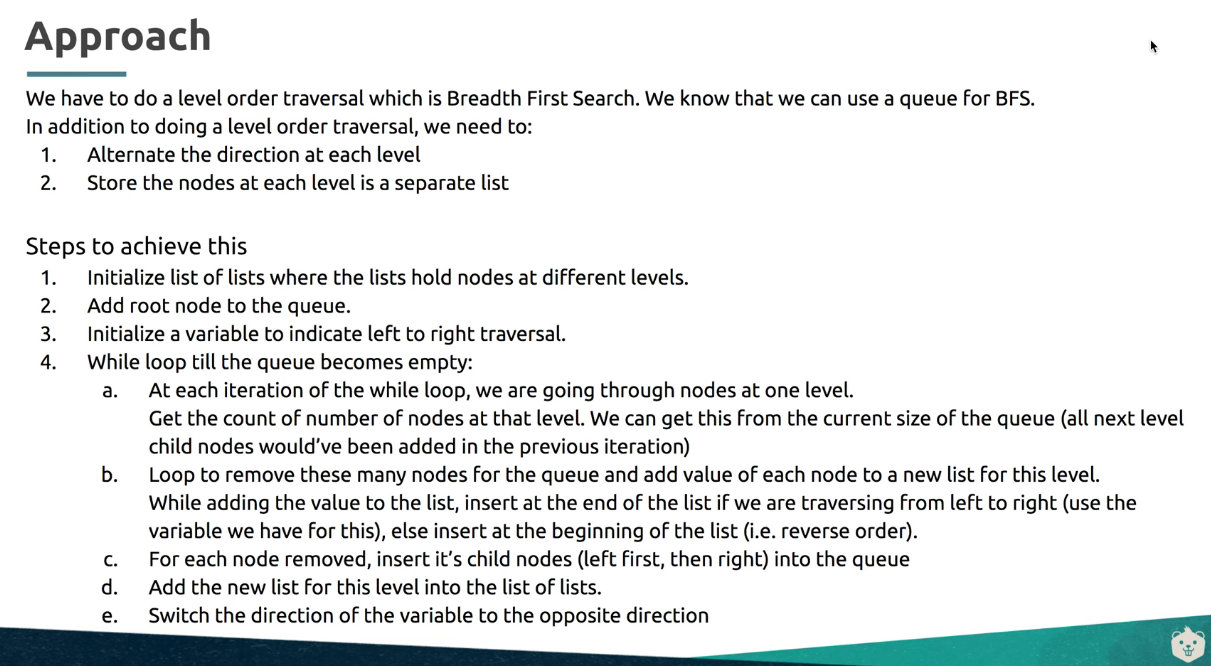 Approach
We have to do a level order traversal which is Breadth First Search. We know that we can use a queue for BFS.
In addition to doing a level order traversal, we need to:
1. Alternate the direction at each level
2. Store the nodes at each level is a separate list
Steps to achieve this
1. Initialize list of lists where the lists hold nodes at different levels.
2. Add root node to the queue.
3. Initialize a variable to indicate left to right traversal.
4. While loop till the queue becomes empty:
a. At each iteration of the while loop, we are going through nodes at one level.
Get the count of number of nodes at that level. We can get this from the current size of the queue (all next level
child nodes would've been added in the previous iteration)
b. Loop to remove these many nodes for the queue and add value of each node to a new list for this level.
While adding the value to the list, insert at the end of the list if we are traversing from left to right (use the
variable we have for this), else insert at the beginning of the list (i.e. reverse order).
c. For each node removed, insert it's child nodes (left first, then right) into the queue
d. Add the new list for this level into the list of lists.
e. Switch the direction of the variable to the opposite direction